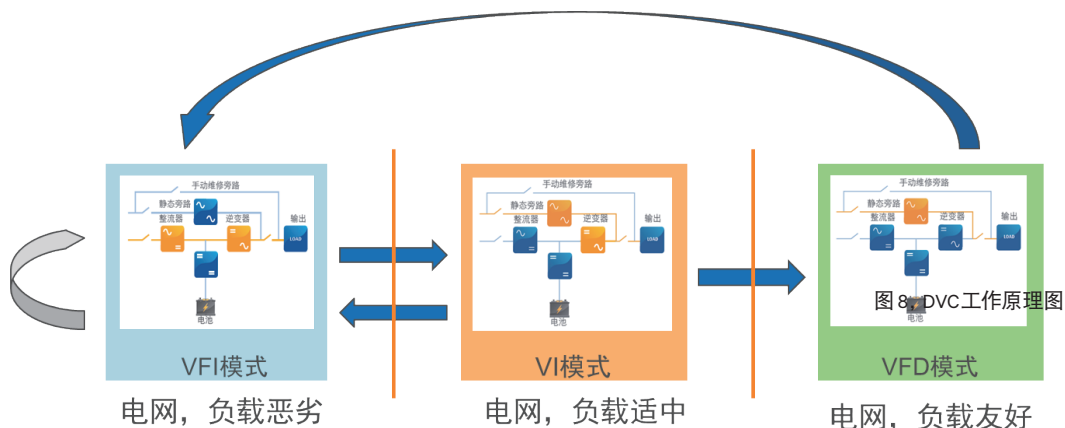 手动维修旁路
静态旁路
整流器
逆变器
输出
LOAD
电池
VFI模式
电网，负载恶劣
手动维修旁路
静态旁路
整流器
逆变器
输出
LOAD
电池
VI模式
电网，负载适中
手动维修旁路
静态旁路
整流器
逆变器
输出
LOAD
图8，DVC工作原理图
电池
VFD模式
电网，负载友好